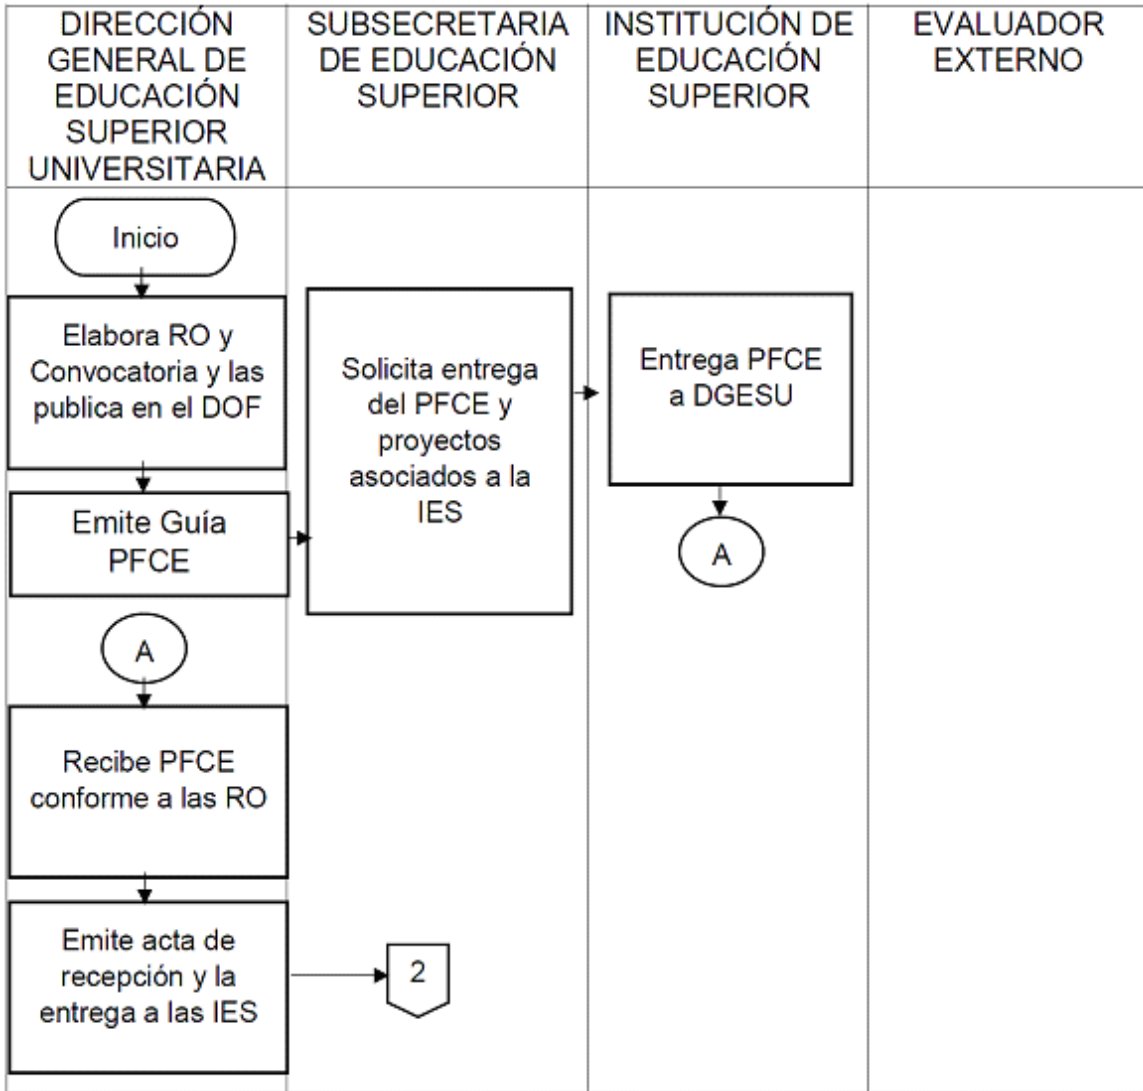 DIRECCIÓN
GENERAL DE
EDUCACIÓN
SUPERIOR
UNIVERSITARIA
SUBSECRETARIA
DE EDUCACIÓN
SUPERIOR
INSTITUCIÓN DE
EDUCACIÓN
SUPERIOR
EVALUADOR
EXTERNO
Inicio
Elabora RO y
Convocatoria y las
publica en el DOF
Emite Guía
PFCE
Solicita entrega
del PFCE y
proyectos
asociados a la
IES
Entrega PFCE
a DGESU
A
A
Recibe PFCE
conforme a las RO
Emite acta de
recepción y la
entrega a las IES
2